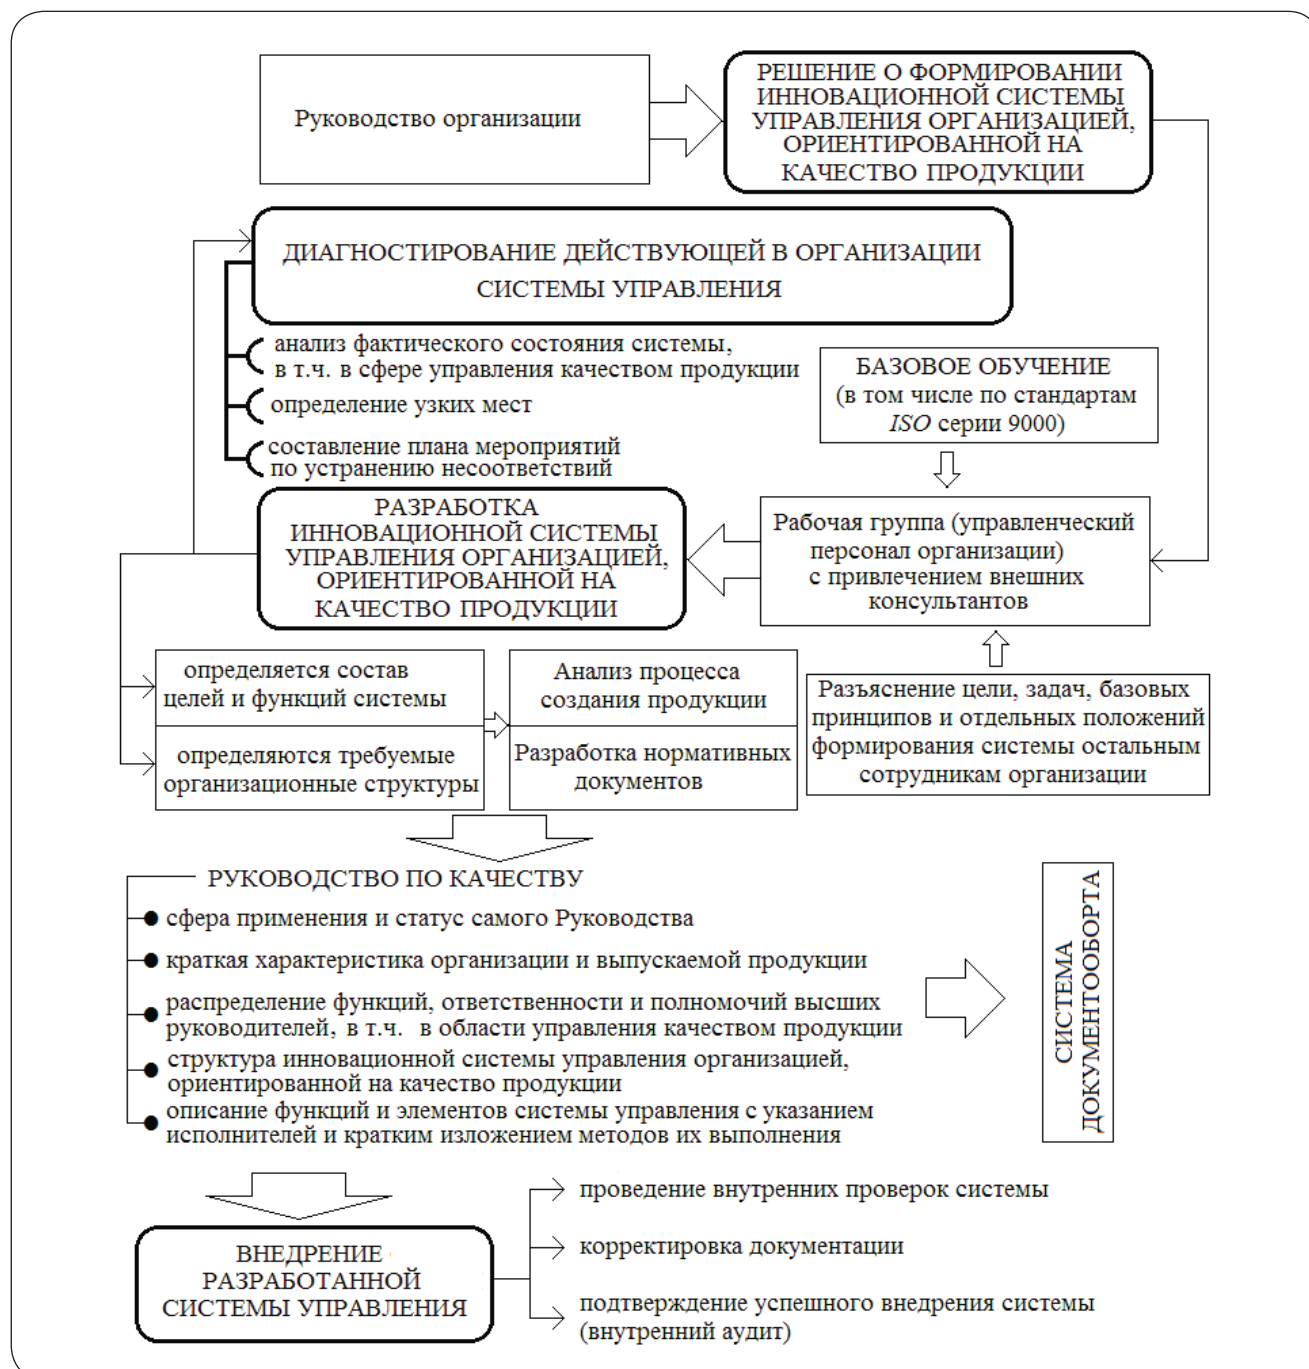 Руководство организации
РЕШЕНИЕ О ФОРМИРОВАНИИ
ИННОВАЦИОННОЙ СИСТЕМЫ
УПРАВЛЕНИЯ ОРГАНИЗАЦИЕЙ,
ОРИЕНТИРОВАННОЙ НА
КАЧЕСТВО ПРОДУКЦИИ
ДИАГНОСТИРОВАНИЕ ДЕЙСТВУЮЩЕЙ В ОРГАНИЗАЦИИ
СИСТЕМЫ УПРАВЛЕНИЯ
анализ фактического состояния системы,
в т.ч. в сфере управления качеством продукции
определение узких мест
составление плана мероприятий
по устранению несоответствий
БАЗОВОЕ ОБУЧЕНИЕ
(в том числе по стандартам
ISO серии 9000)
РАЗРАБОТКА
ИННОВАЦИОННОЙ СИСТЕМЫ
УПРАВЛЕНИЯ ОРГАНИЗАЦИЕЙ,
ОРИЕНТИРОВАННОЙ НА
КАЧЕСТВО ПРОДУКЦИИ
Рабочая группа (управленческий
персонал организации)
с привлечением внешних
консультантов
определяется состав
целей и функций системы
определяются требуемые
организационные структуры
Анализ процесса
создания продукции
Разработка нормативных
документов
Разъяснение цели, задач, базовых
принципов и отдельных положений
формирования системы остальным
сотрудникам организации
РУКОВОДСТВО ПО КАЧЕСТВУ
сфера применения и статус самого Руководства
краткая характеристика организации и выпускаемой продукции
распределение функций, ответственности и полномочий высших
руководителей, в т.ч. в области управления качеством продукции
структура инновационной системы управления организацией,
ориентированной на качество продукции
описание функций и элементов системы управления с указанием
исполнителей и кратким изложением методов их выполнения
СИСТЕМА
ДОКУМЕНТООБОРТА
ВНЕДРЕНИЕ
РАЗРАБОТАННОЙ
СИСТЕМЫ УПРАВЛЕНИЯ
проведение внутренних проверок системы
корректировка документации
подтверждение успешного внедрения системы
(внутренний аудит)